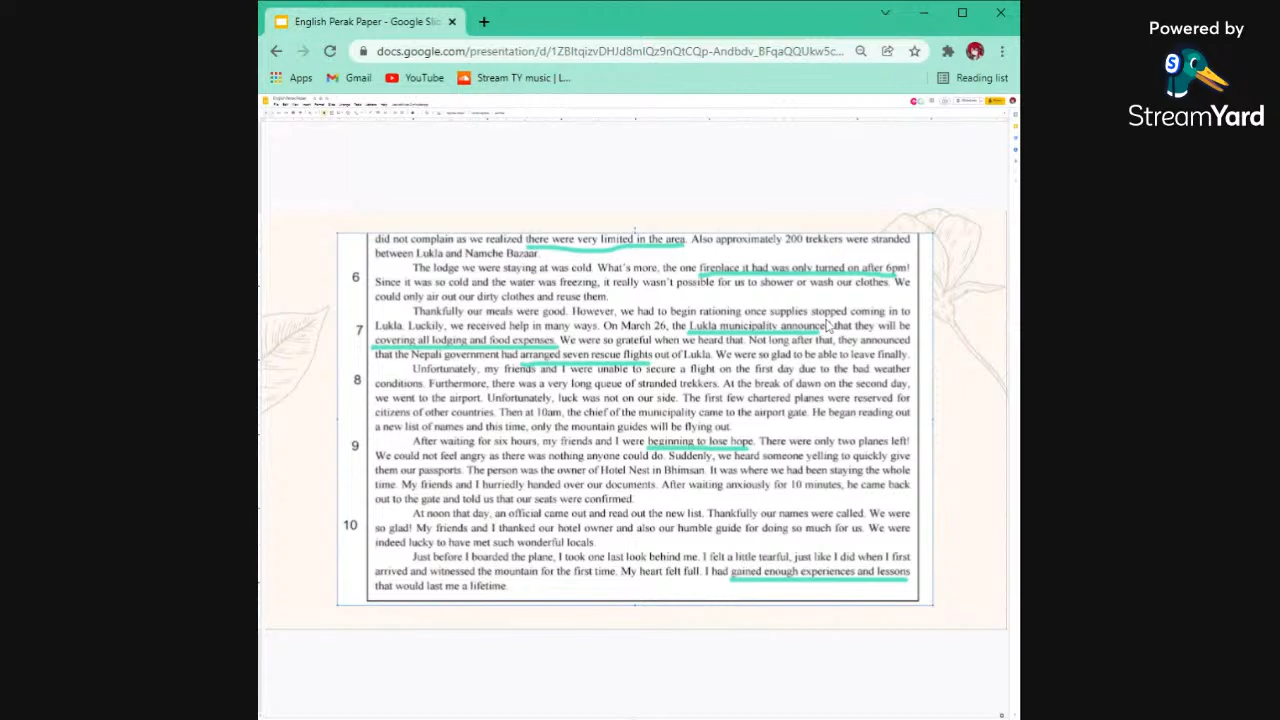 English Perak Paper - Google Slic
Powered by
StreamYard
docs.google.com/presentation/d/1ZBItqizvDHJd8mIQz9nQtCQp-Andbdv_BFqaQQUkw5c...
Apps Gmail YouTube Stream TY music | L... Reading list
English Perak Paper
did not complain as we realized there were very limited in the area. Also approximately 200 trekkers were stranded
between Lukla and Namche Bazaar.
The lodge we were staying at was cold. What's more, the one fireplace it had was only turned on after 6pm!
6
Since it was so cold and the water was freezing, it really wasn't possible for us to shower or wash our clothes. We
could only air out our dirty clothes and reuse them.
Thankfully our meals were good. However, we had to begin rationing once supplies stopped coming in to
7
Lukla. Luckily, we received help in many ways. On March 26, the Lukla municipality announce that they will be
covering all lodging and food expenses. We were so grateful when we heard that. Not long after that, they announced
that the Nepali government had arranged seven rescue flights out of Lukla. We were so glad to be able to leave finally.
Unfortunately, my friends and I were unable to secure a flight on the first day due to the bad weather
8
conditions. Furthermore, there was a very long queue of stranded trekkers. At the break of dawn on the second day,
we went to the airport. Unfortunately, luck was not on our side. The first few chartered planes were reserved for
citizens of other countries. Then at 10am, the chief of the municipality came to the airport gate. He began reading out
a new list of names and this time, only the mountain guides will be flying out.
After waiting for six hours, my friends and I were beginning to lose hope. There were only two planes left!
9
We could not feel angry as there was nothing anyone could do. Suddenly, we heard someone yelling to quickly give
them our passports. The person was the owner of Hotel Nest in Bhimsan. It was where we had been staying the whole
time. My friends and I hurriedly handed over our documents. After waiting anxiously for 10 minutes, he came back
out to the gate and told us that our seats were confirmed.
At noon that day, an official came out and read out the new list. Thankfully our names were called. We were
10
so glad! My friends and I thanked our hotel owner and also our humble guide for doing so much for us. We were
indeed lucky to have met such wonderful locals.
Just before I boarded the plane, I took one last look behind me. I felt a little tearful, just like I did when I first
arrived and witnessed the mountain for the first time. My heart felt full. I had gained enough experiences and lessons
that would last me a lifetime.